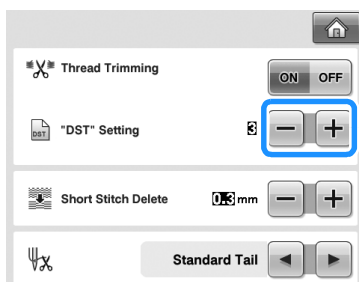 Thread Trimming ON OFF
DST "DST" Setting 3 − +
Short Stitch Delete 0.3 mm − +
Standard Tail